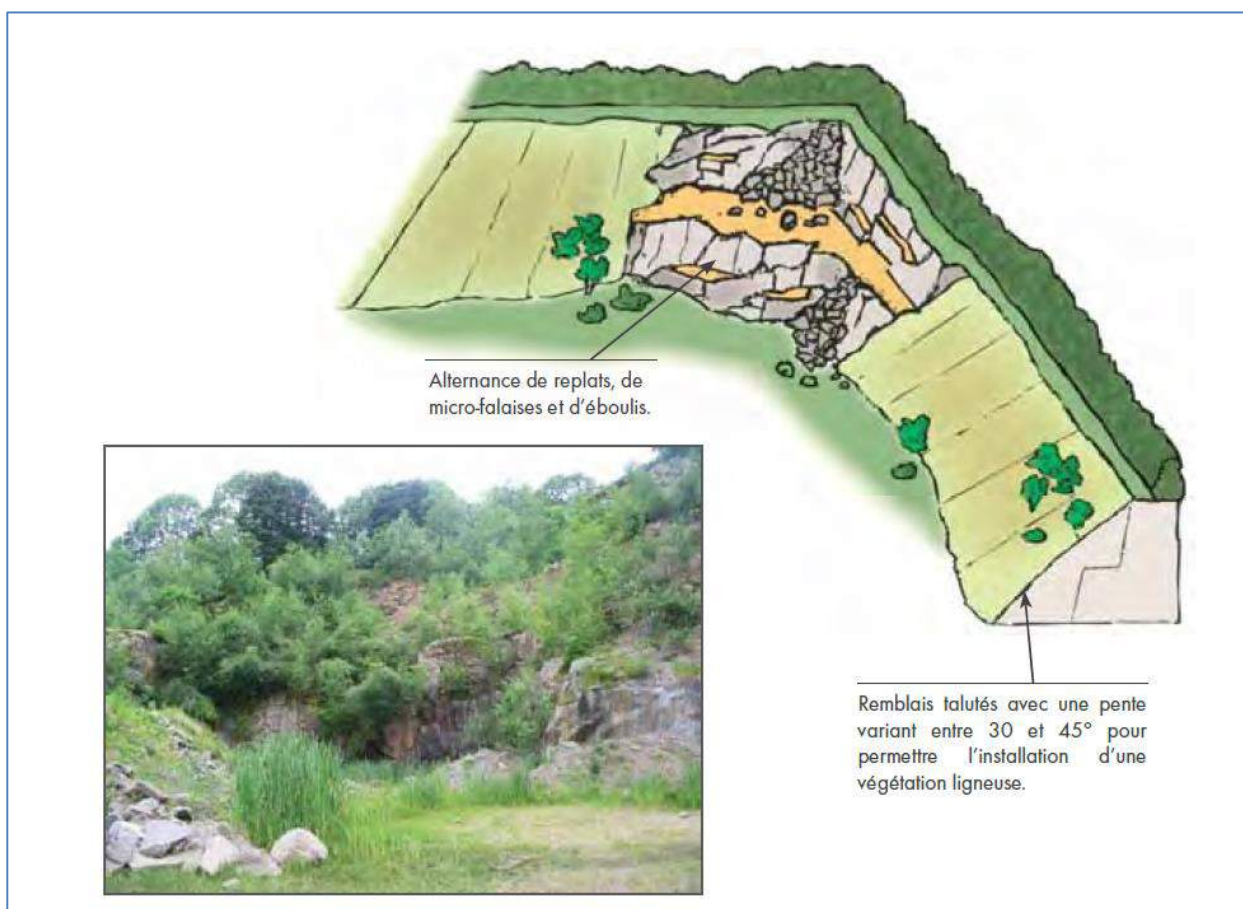 Alternance de replats, de
micro-falaises et d'éboulis.
Remblais talutés avec une pente
variant entre 30 et 45° pour
permettre l'installation d'une
végétation ligneuse.